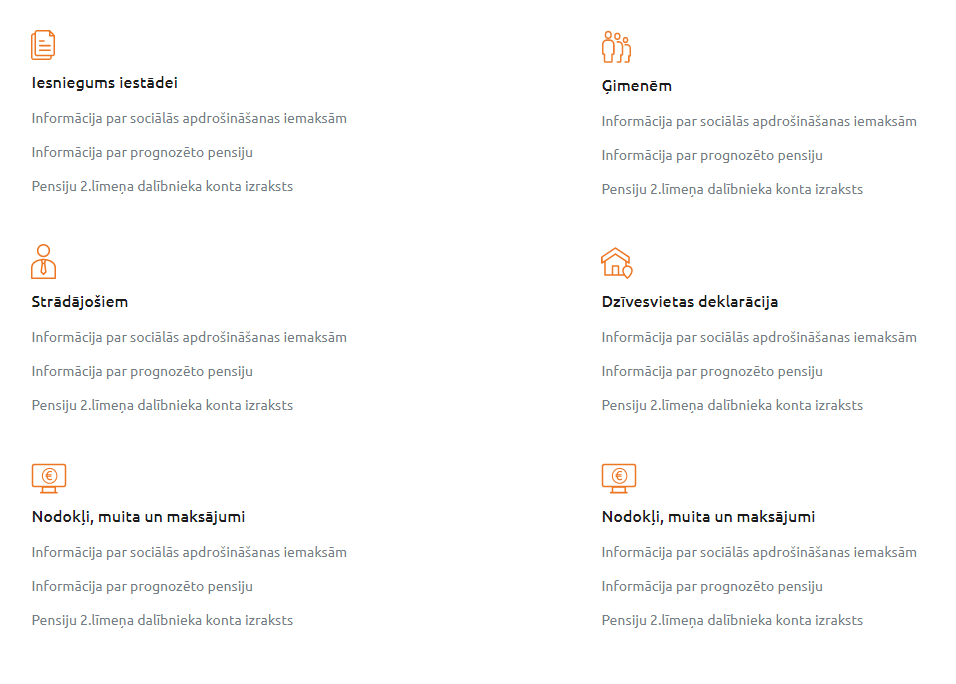 Iesniegums iestādei
Informācija par sociālās apdrošināšanas iemaksām
Informācija par prognozēto pensiju
Pensiju 2.līmeņa dalībnieka konta izraksts
Ģimenēm
Informācija par sociālās apdrošināšanas iemaksām
Informācija par prognozēto pensiju
Pensiju 2.līmeņa dalībnieka konta izraksts
Strādājošiem
Informācija par sociālās apdrošināšanas iemaksām
Informācija par prognozēto pensiju
Pensiju 2.līmeņa dalībnieka konta izraksts
Dzīvesvietas deklarācija
Informācija par sociālās apdrošināšanas iemaksām
Informācija par prognozēto pensiju
Pensiju 2.līmeņa dalībnieka konta izraksts
Nodokļi, muita un maksājumi
Informācija par sociālās apdrošināšanas iemaksām
Informācija par prognozēto pensiju
Pensiju 2.līmeņa dalībnieka konta izraksts
Nodokļi, muita un maksājumi
Informācija par sociālās apdrošināšanas iemaksām
Informācija par prognozēto pensiju
Pensiju 2.līmeņa dalībnieka konta izraksts